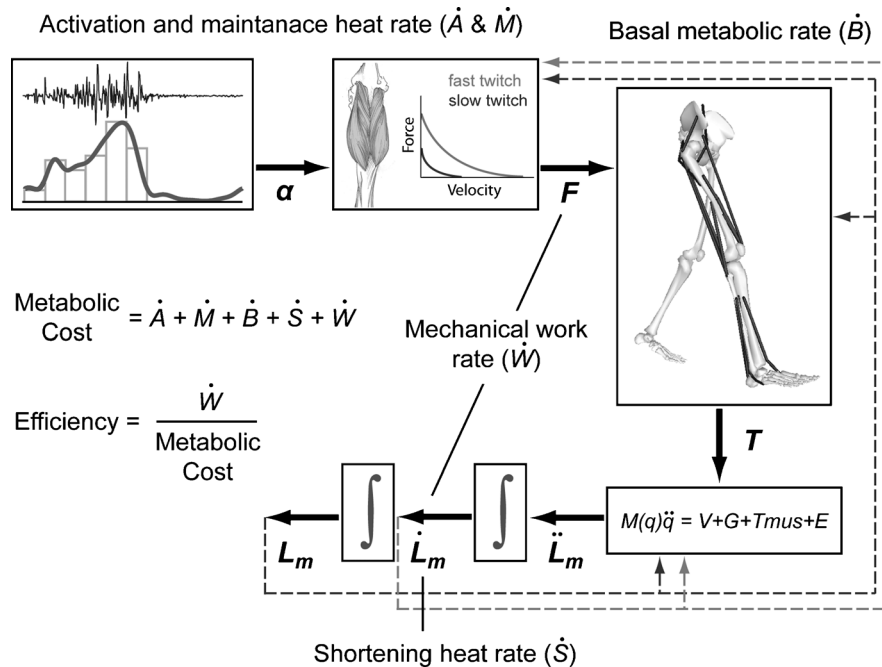 Activation and maintanace heat rate (Ȧ & Ṁ)
Basal metabolic rate (Ḃ)
fast twitch
slow twitch
Force
Velocity
α
F
Metabolic
Cost
= Ȧ + Ṁ + Ḃ + Ṡ + Ẇ
Mechanical work
rate (Ẇ)
Efficiency =
Ẇ
Metabolic
Cost
T
∫
∫
M(q)q̈ = V+G+Tmus+E
Lₘ
L̇ₘ
L̈ₘ
Shortening heat rate (Ṡ)